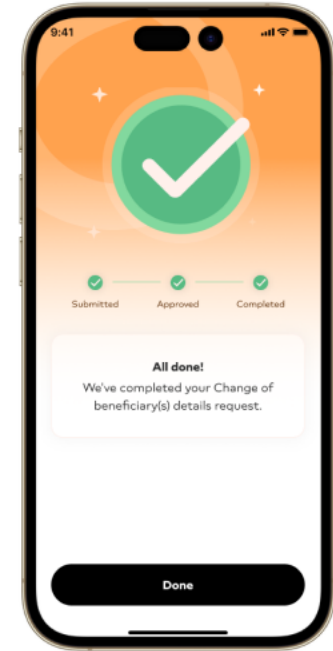 9:41
Submitted Approved Completed
All done!
We've completed your Change of
beneficiary(s) details request.
Done